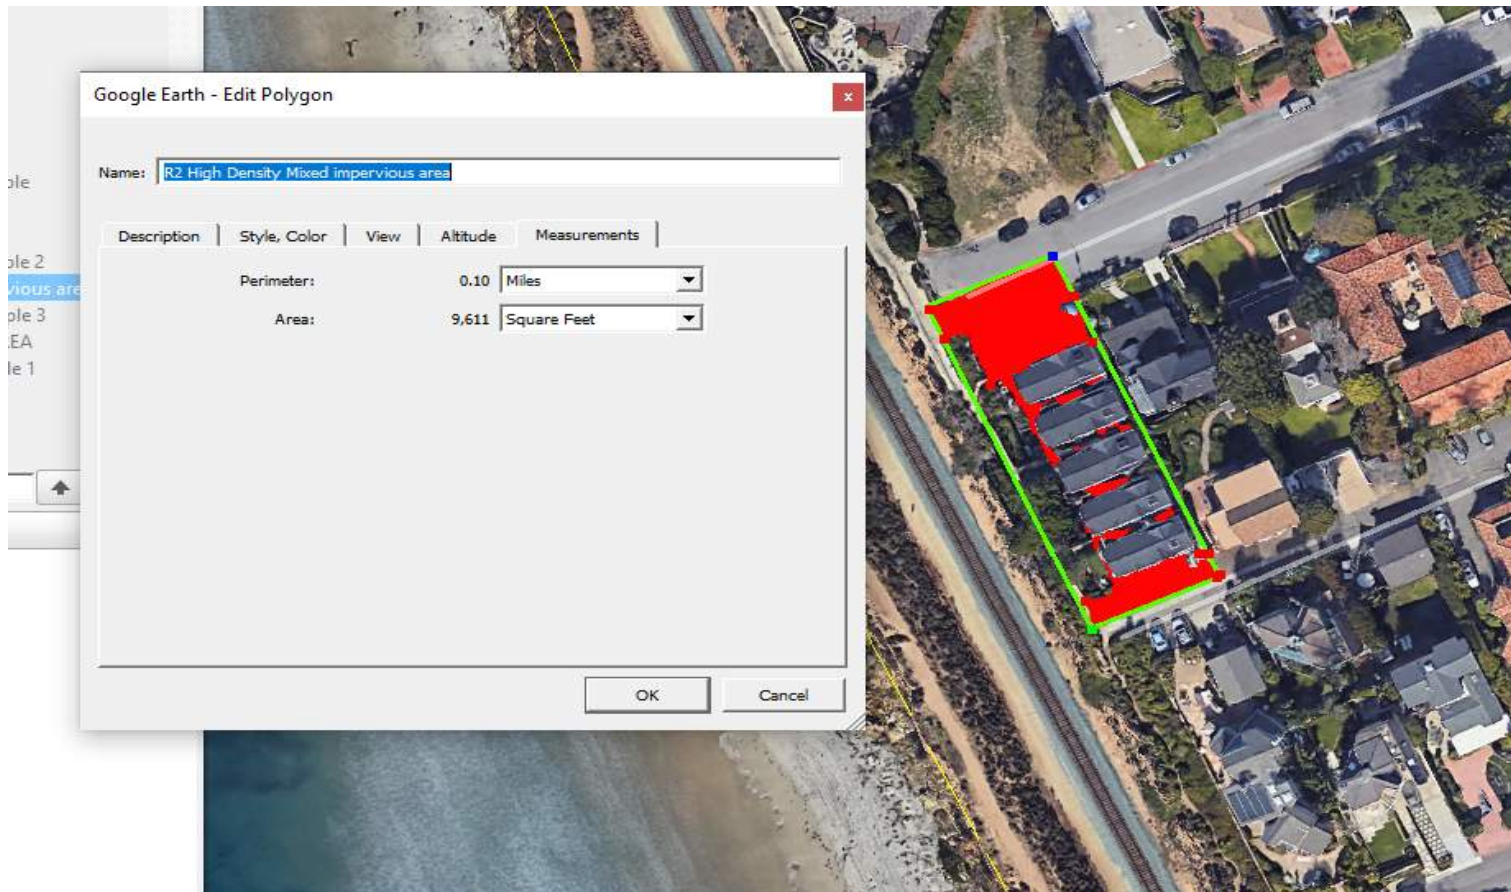 Google Earth - Edit Polygon
Name: R2 High Density Mixed impervious area
Description Style, Color View Altitude Measurements
Perimeter: 0.10 Miles
Area: 9,611 Square Feet
ple
ple 2
vious are
ple 3
EA
le 1
OK Cancel